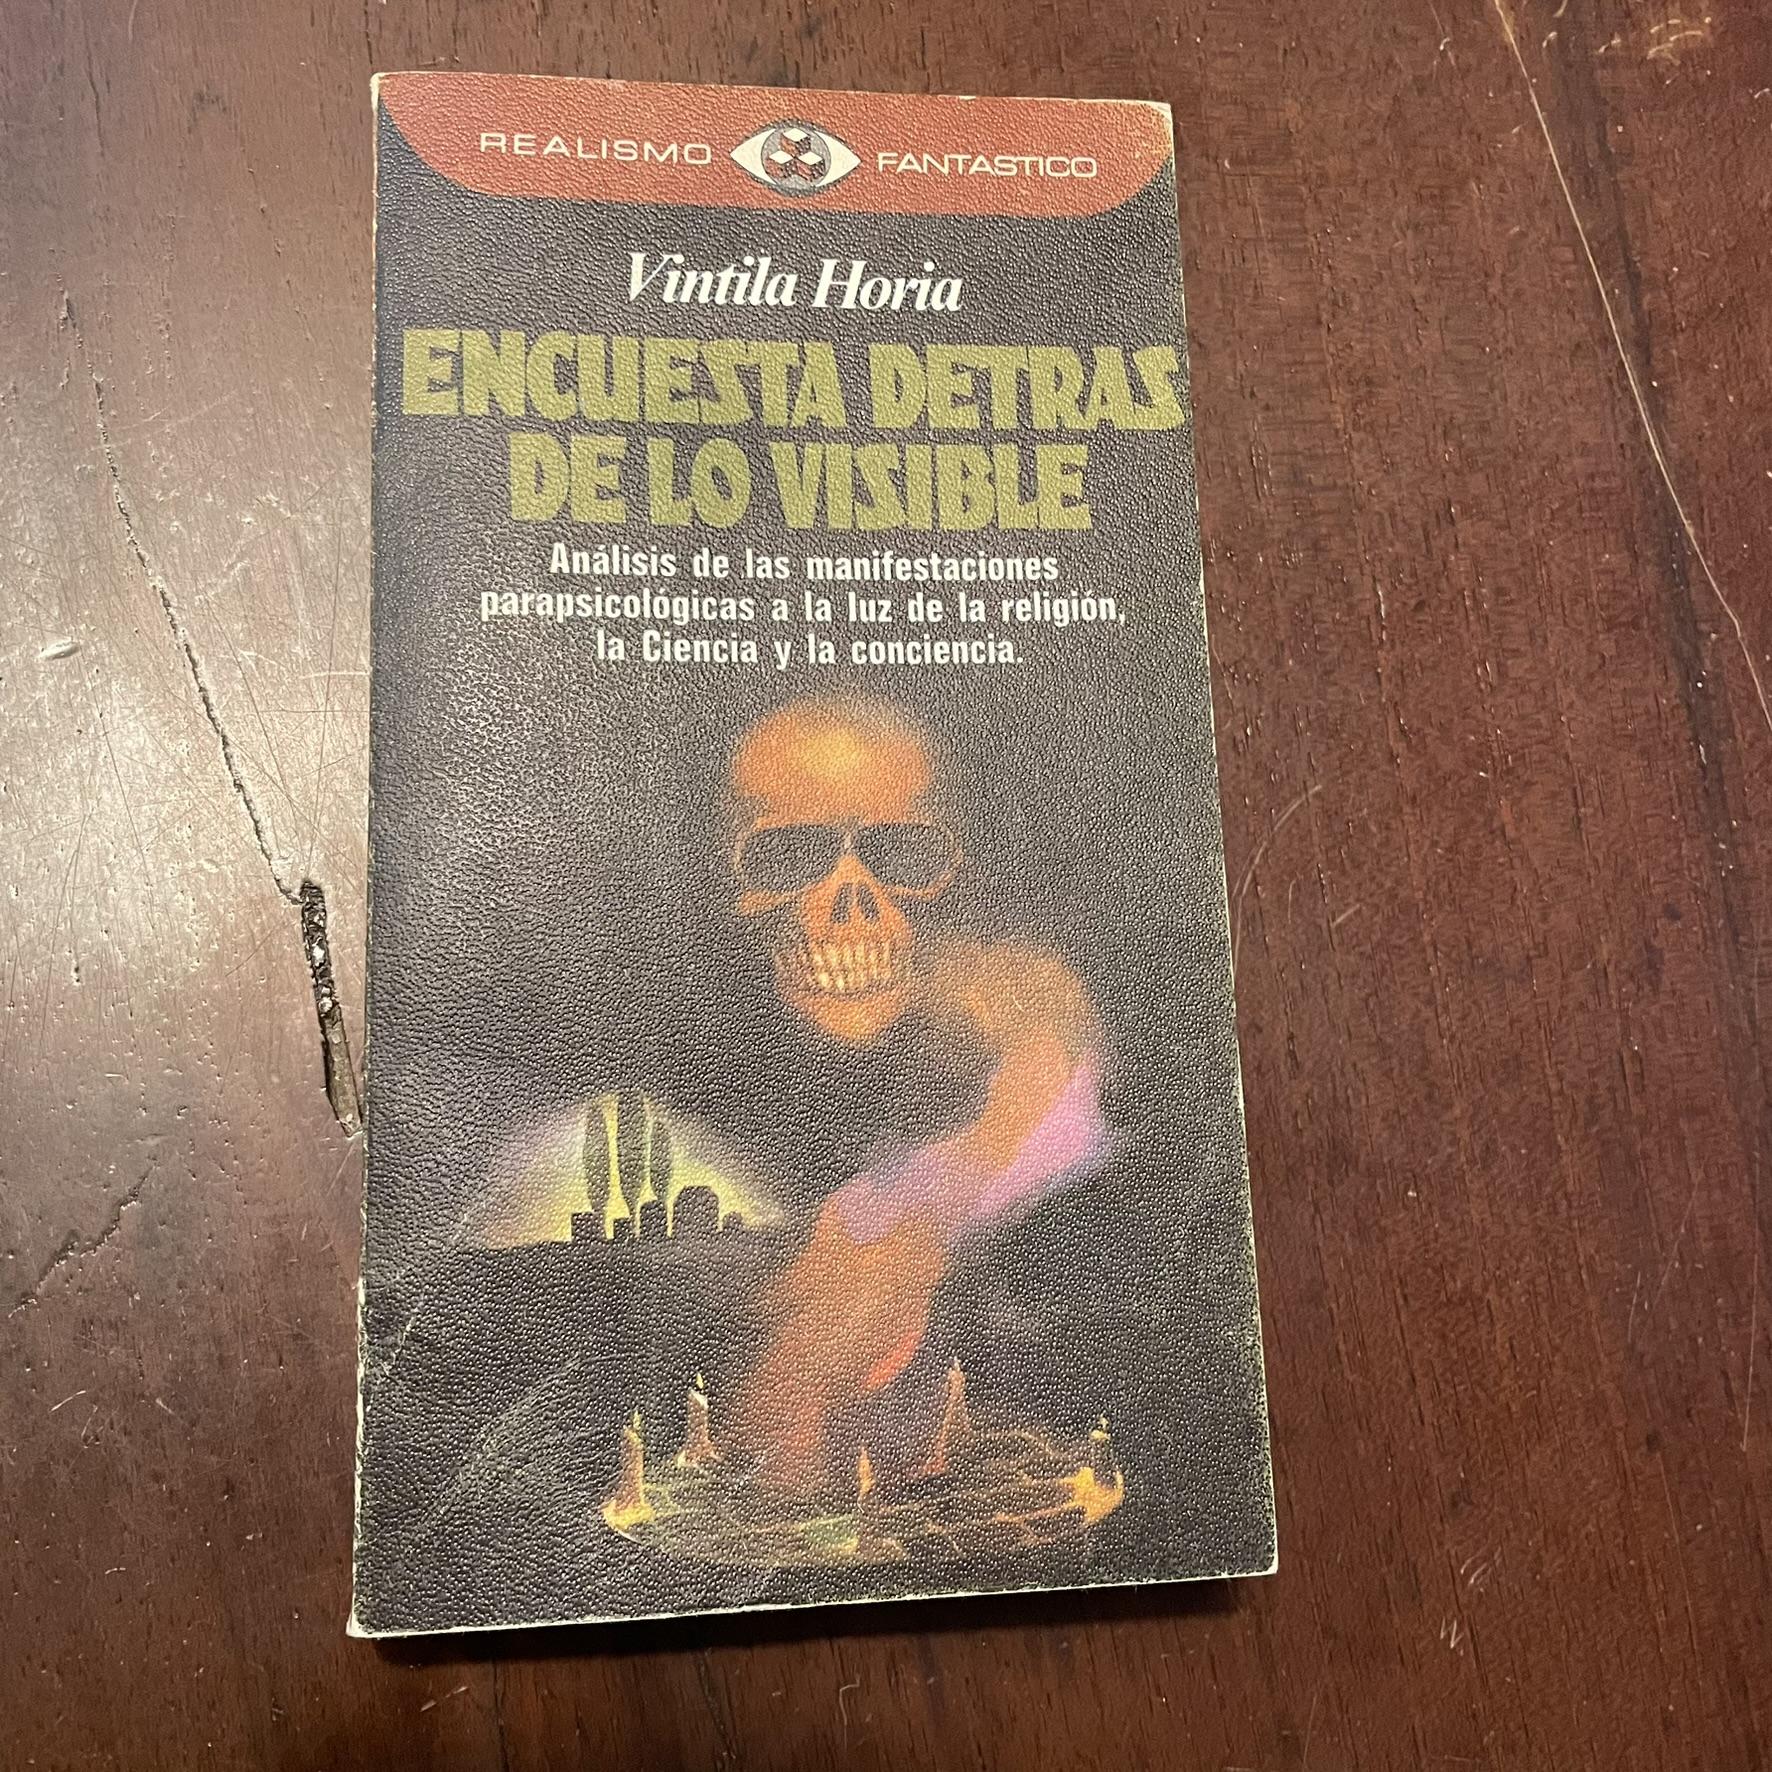 REALISMO FANTASTICO
Vintila Horia
ENCUESTA DETRAS
DE LO VISIBLE
Análisis de las manifestaciones
parapsicológicas a la luz de la religión,
la Ciencia y la conciencia.